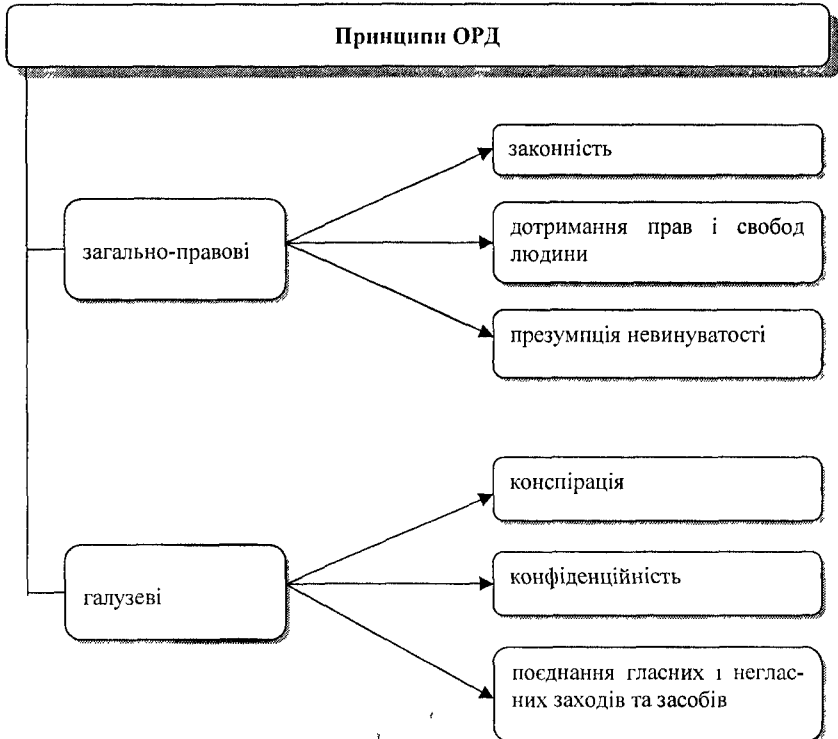 Принципи ОРД
законність
дотримання прав і свобод
людини
загально-правові
презумпція невинуватості
конспірація
конфіденційність
галузеві
поєднання гласних і неглас-
них заходів та засобів